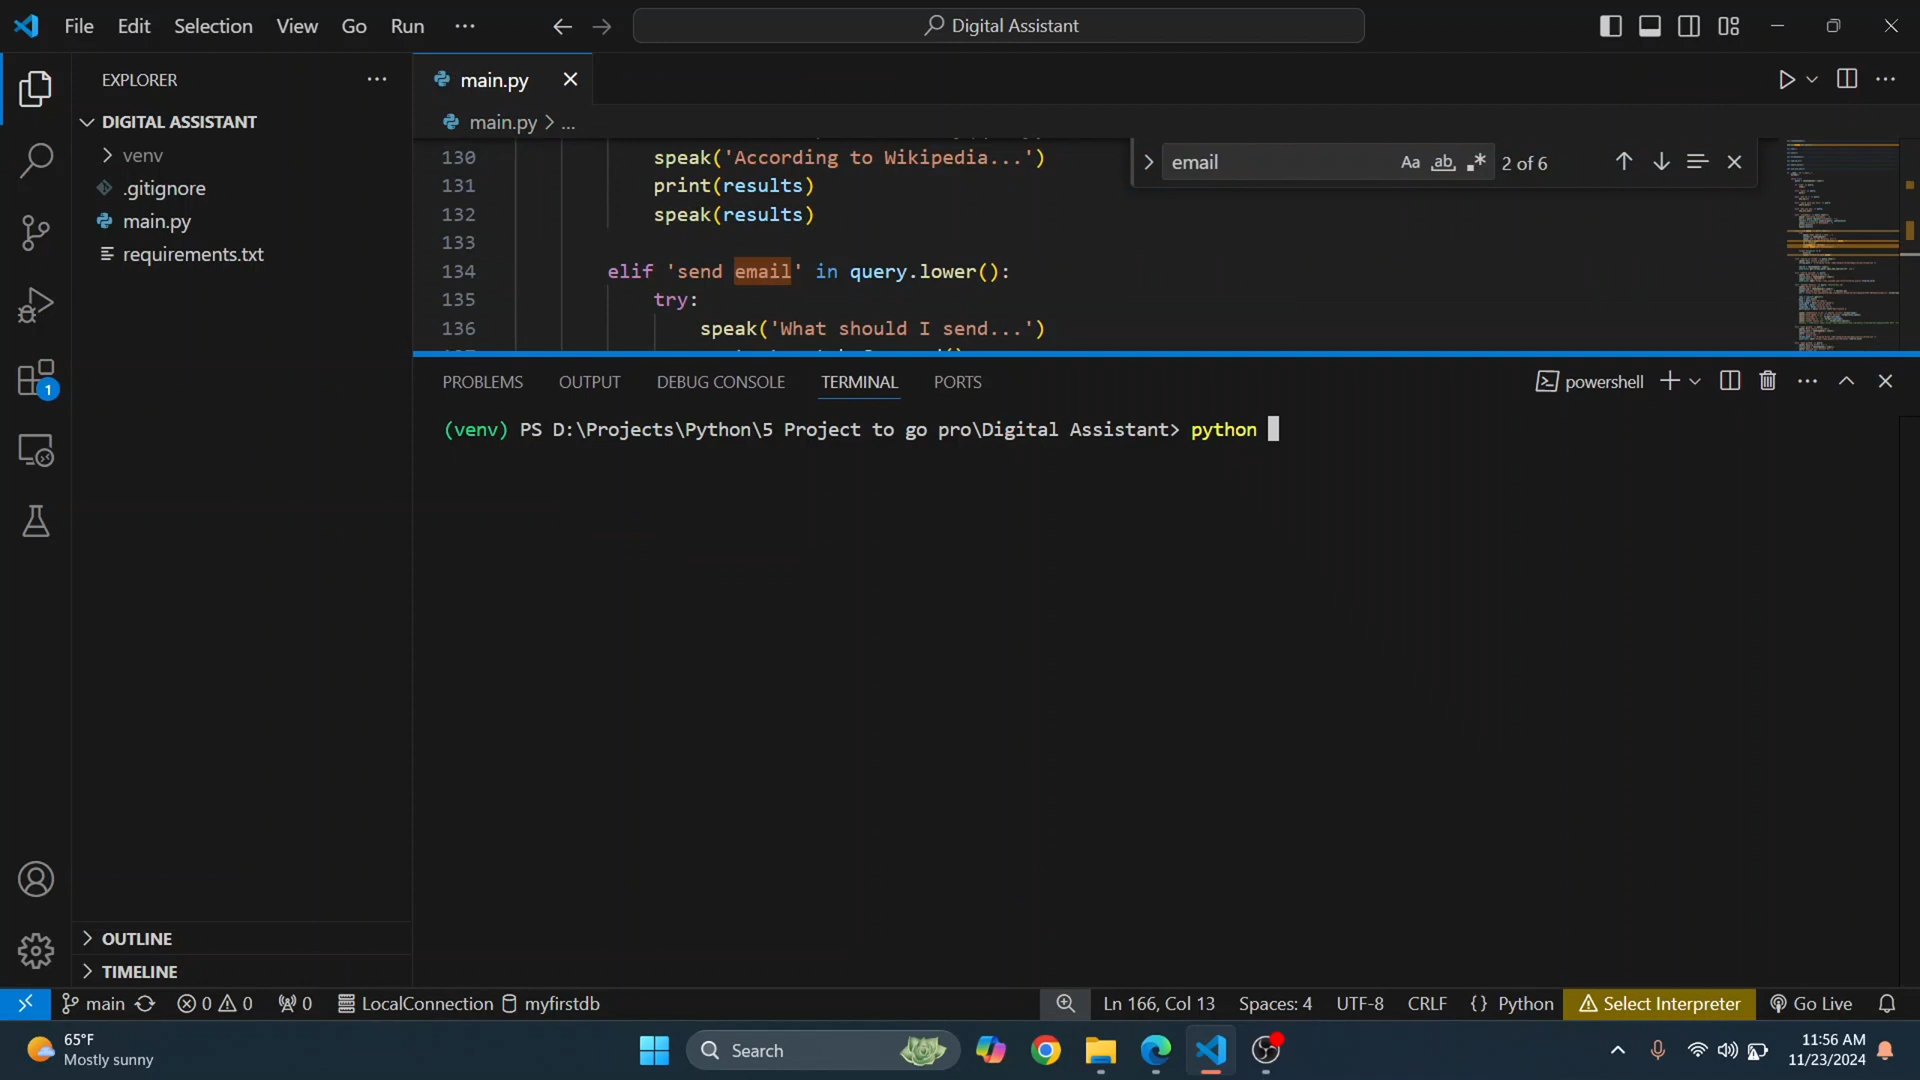 File Edit Selection View Go Run ···
Digital Assistant
EXPLORER
DIGITAL ASSISTANT
venv
.gitignore
main.py
requirements.txt
OUTLINE
TIMELINE
main.py
main.py > ...
130 speak('According to Wikipedia...')
131 print(results)
132 speak(results)
133
134 elif 'send email' in query.lower():
135 try:
136 speak('What should I send...')
email Aa ab 2 of 6
PROBLEMS OUTPUT DEBUG CONSOLE TERMINAL PORTS
powershell
(venv) PS D:\Projects\Python\5 Project to go pro\Digital Assistant> python
1
main 0 0 0 LocalConnection myfirstdb
Ln 166, Col 13 Spaces: 4 UTF-8 CRLF {} Python Select Interpreter Go Live
65°F
Mostly sunny
Search
11:56 AM
11/23/2024